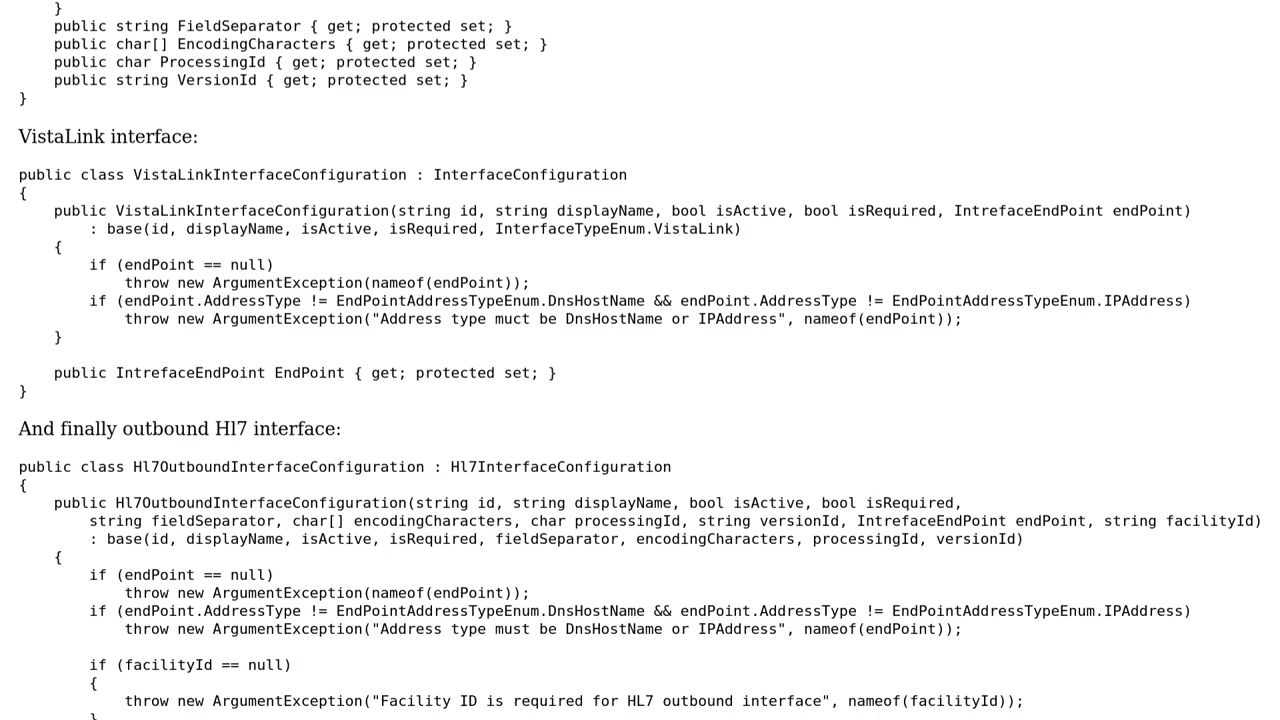 }
    public string FieldSeparator { get; protected set; }
    public char[] EncodingCharacters { get; protected set; }
    public char ProcessingId { get; protected set; }
    public string VersionId { get; protected set; }
}
VistaLink interface:
public class VistaLinkInterfaceConfiguration : InterfaceConfiguration
{
    public VistaLinkInterfaceConfiguration(string id, string displayName, bool isActive, bool isRequired, IntrefaceEndPoint endPoint)
        : base(id, displayName, isActive, isRequired, InterfaceTypeEnum.VistaLink)
    {
        if (endPoint == null)
            throw new ArgumentException(nameof(endPoint));
        if (endPoint.AddressType != EndPointAddressTypeEnum.DnsHostName && endPoint.AddressType != EndPointAddressTypeEnum.IPAddress)
            throw new ArgumentException("Address type muct be DnsHostName or IPAddress", nameof(endPoint));
    }
    public IntrefaceEndPoint EndPoint { get; protected set; }
}
And finally outbound Hl7 interface:
public class Hl7OutboundInterfaceConfiguration : Hl7InterfaceConfiguration
{
    public Hl7OutboundInterfaceConfiguration(string id, string displayName, bool isActive, bool isRequired,
        string fieldSeparator, char[] encodingCharacters, char processingId, string versionId, IntrefaceEndPoint endPoint, string facilityId)
        : base(id, displayName, isActive, isRequired, fieldSeparator, encodingCharacters, processingId, versionId)
    {
        if (endPoint == null)
            throw new ArgumentException(nameof(endPoint));
        if (endPoint.AddressType != EndPointAddressTypeEnum.DnsHostName && endPoint.AddressType != EndPointAddressTypeEnum.IPAddress)
            throw new ArgumentException("Address type must be DnsHostName or IPAddress", nameof(endPoint));
        if (facilityId == null)
        {
            throw new ArgumentException("Facility ID is required for HL7 outbound interface", nameof(facilityId));
        }